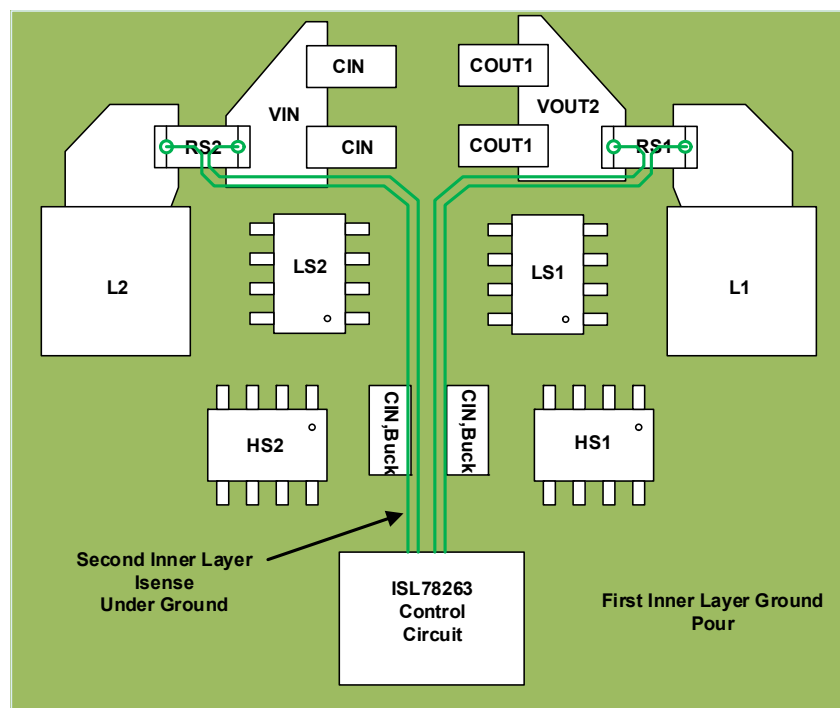 CIN
COUT1
VIN
VOUT2
RS2
CIN
COUT1
RS1
L2
LS2
LS1
L1
HS2
CIN,Buck
CIN,Buck
HS1
Second Inner Layer
Isense
Under Ground
ISL78263
Control
Circuit
First Inner Layer Ground
Pour